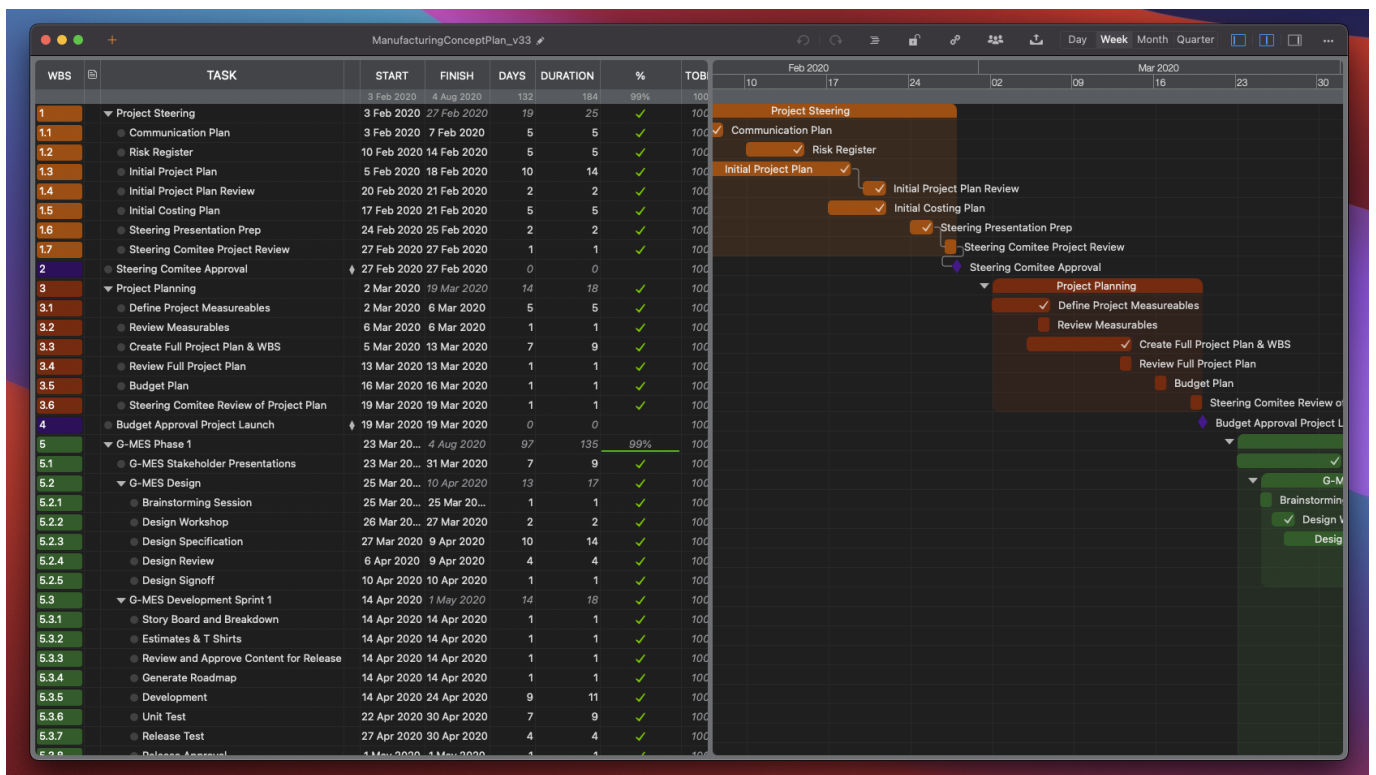 ManufacturingConceptPlan_v33
Day Week Month Quarter
WBS TASK START FINISH DAYS DURATION %
Feb 2020 Mar 2020
10 17 24 02 09 16 23 30
3 Feb 2020 4 Aug 2020 132 184 99% 100
1 Project Steering 3 Feb 2020 27 Feb 2020 19 25 Project Steering
1.1 Communication Plan 3 Feb 2020 7 Feb 2020 5 5 Communication Plan
1.2 Risk Register 10 Feb 2020 14 Feb 2020 5 5 Risk Register
1.3 Initial Project Plan 5 Feb 2020 18 Feb 2020 10 14 Initial Project Plan
1.4 Initial Project Plan Review 20 Feb 2020 21 Feb 2020 2 2 Initial Project Plan Review
1.5 Initial Costing Plan 17 Feb 2020 21 Feb 2020 5 5 Initial Costing Plan
1.6 Steering Presentation Prep 24 Feb 2020 25 Feb 2020 2 2 Steering Presentation Prep
1.7 Steering Comitee Project Review 27 Feb 2020 27 Feb 2020 1 1 Steering Comitee Project Review
2 Steering Comitee Approval 27 Feb 2020 27 Feb 2020 0 0 Steering Comitee Approval
3 Project Planning 2 Mar 2020 19 Mar 2020 14 18 Project Planning
3.1 Define Project Measureables 2 Mar 2020 6 Mar 2020 5 5 Define Project Measureables
3.2 Review Measurables 6 Mar 2020 6 Mar 2020 1 1 Review Measurables
3.3 Create Full Project Plan & WBS 5 Mar 2020 13 Mar 2020 7 9 Create Full Project Plan & WBS
3.4 Review Full Project Plan 13 Mar 2020 13 Mar 2020 1 1 Review Full Project Plan
3.5 Budget Plan 16 Mar 2020 16 Mar 2020 1 1 Budget Plan
3.6 Steering Comitee Review of Project Plan 19 Mar 2020 19 Mar 2020 1 1 Steering Comitee Review of
4 Budget Approval Project Launch 19 Mar 2020 19 Mar 2020 0 0 Budget Approval Project
5 G-MES Phase 1 23 Mar 20... 4 Aug 2020 97 135 99%
5.1 G-MES Stakeholder Presentations 23 Mar 20... 31 Mar 2020 7 9
5.2 G-MES Design 25 Mar 20... 10 Apr 2020 13 17
5.2.1 Brainstorming Session 25 Mar 20... 25 Mar 20... 1 1 Brainstorming
5.2.2 Design Workshop 26 Mar 20... 27 Mar 2020 2 2 Design
5.2.3 Design Specification 27 Mar 2020 9 Apr 2020 10 14
5.2.4 Design Review 6 Apr 2020 9 Apr 2020 4 4
5.2.5 Design Signoff 10 Apr 2020 10 Apr 2020 1 1
5.3 G-MES Development Sprint 1 14 Apr 2020 1 May 2020 14 18
5.3.1 Story Board and Breakdown 14 Apr 2020 14 Apr 2020 1 1
5.3.2 Estimates & T Shirts 14 Apr 2020 14 Apr 2020 1 1
5.3.3 Review and Approve Content for Release 14 Apr 2020 14 Apr 2020 1 1
5.3.4 Generate Roadmap 14 Apr 2020 14 Apr 2020 1 1
5.3.5 Development 14 Apr 2020 24 Apr 2020 9 11
5.3.6 Unit Test 22 Apr 2020 30 Apr 2020 7 9
5.3.7 Release Test 27 Apr 2020 30 Apr 2020 4 4